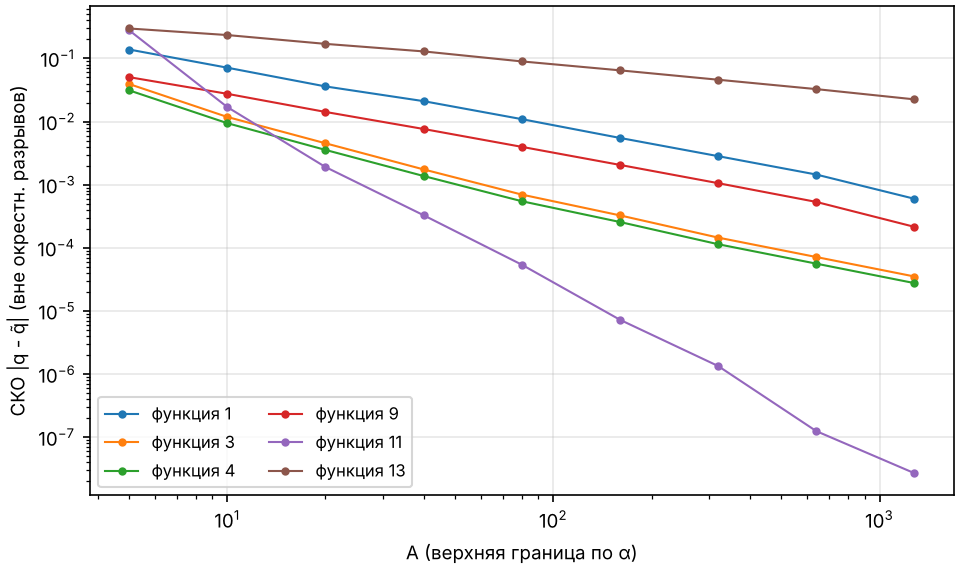 СКО |q - q̃| (вне окрестн. разрывов)
10⁻¹
10⁻²
10⁻³
10⁻⁴
10⁻⁵
10⁻⁶
10⁻⁷
функция 1
функция 3
функция 4
функция 9
функция 11
функция 13
10¹
10²
10³
A (верхняя граница по α)